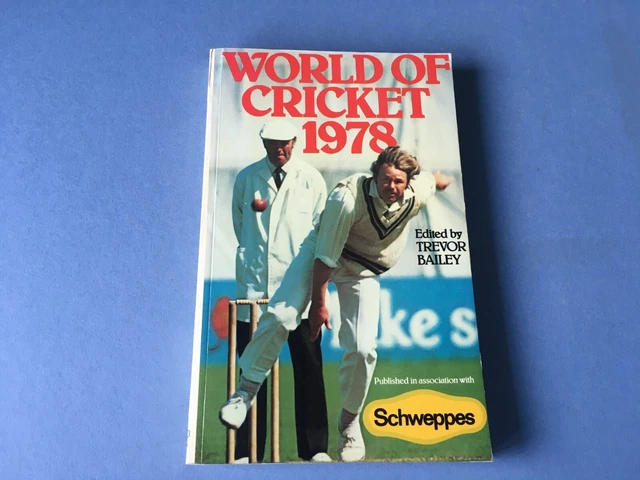 WORLD OF
CRICKET
1978
Edited by
TREVOR
BAILEY
ke s
Published in association with
Schweppes